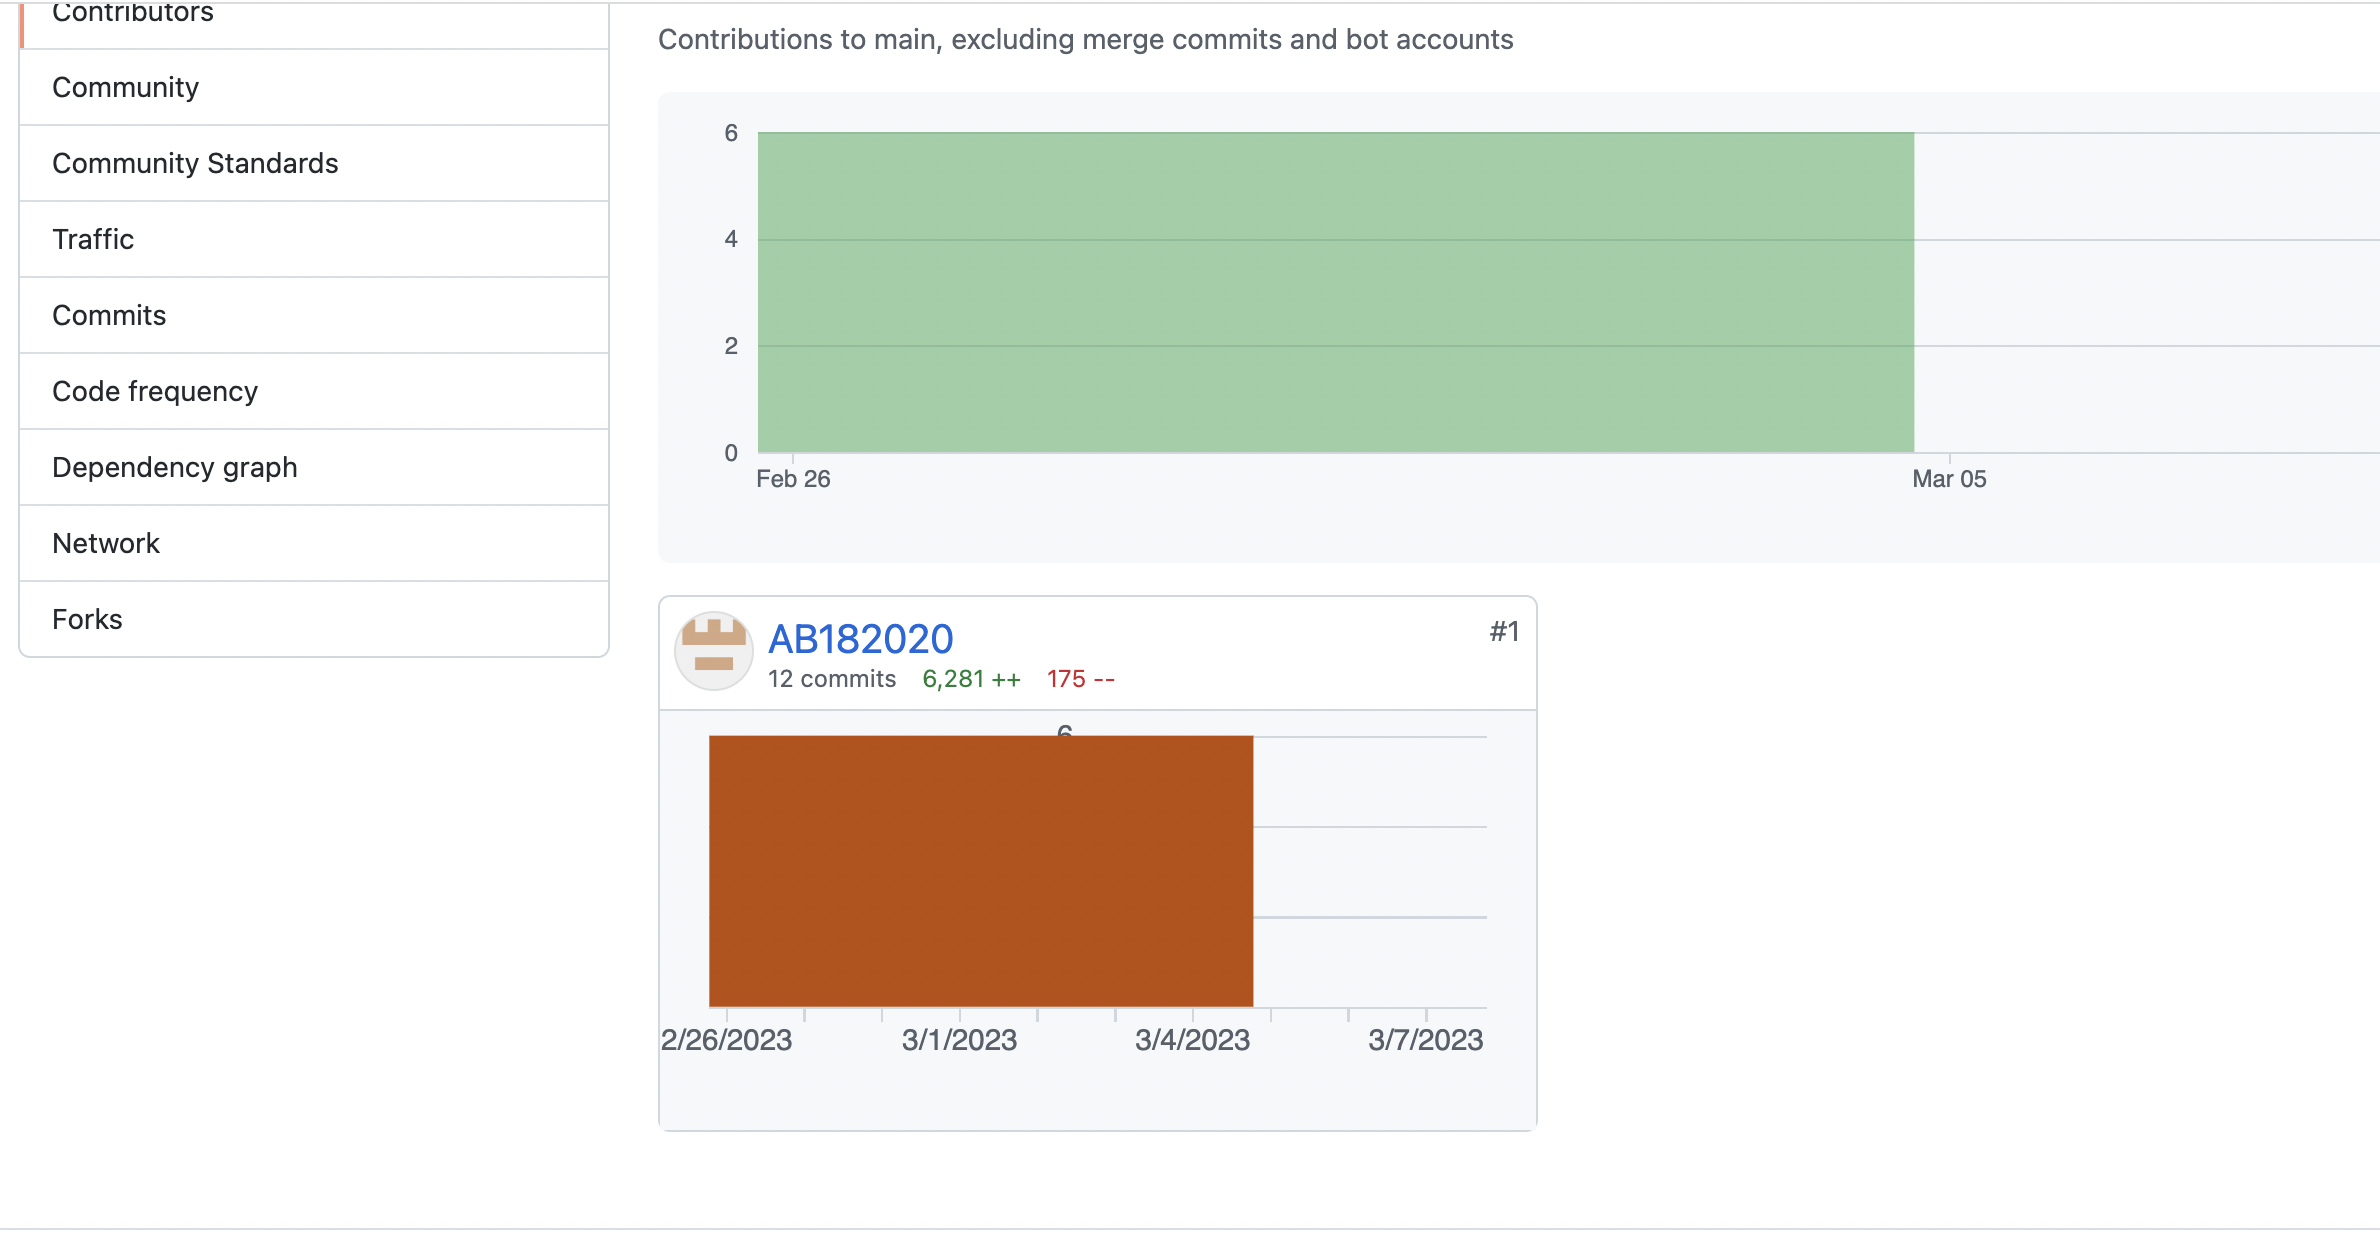 Contributors
Community
Community Standards
Traffic
Commits
Code frequency
Dependency graph
Network
Forks
Contributions to main, excluding merge commits and bot accounts
6
4
2
0
Feb 26
Mar 05
AB182020
#1
12 commits 6,281 ++ 175 --
6
2/26/2023
3/1/2023
3/4/2023
3/7/2023